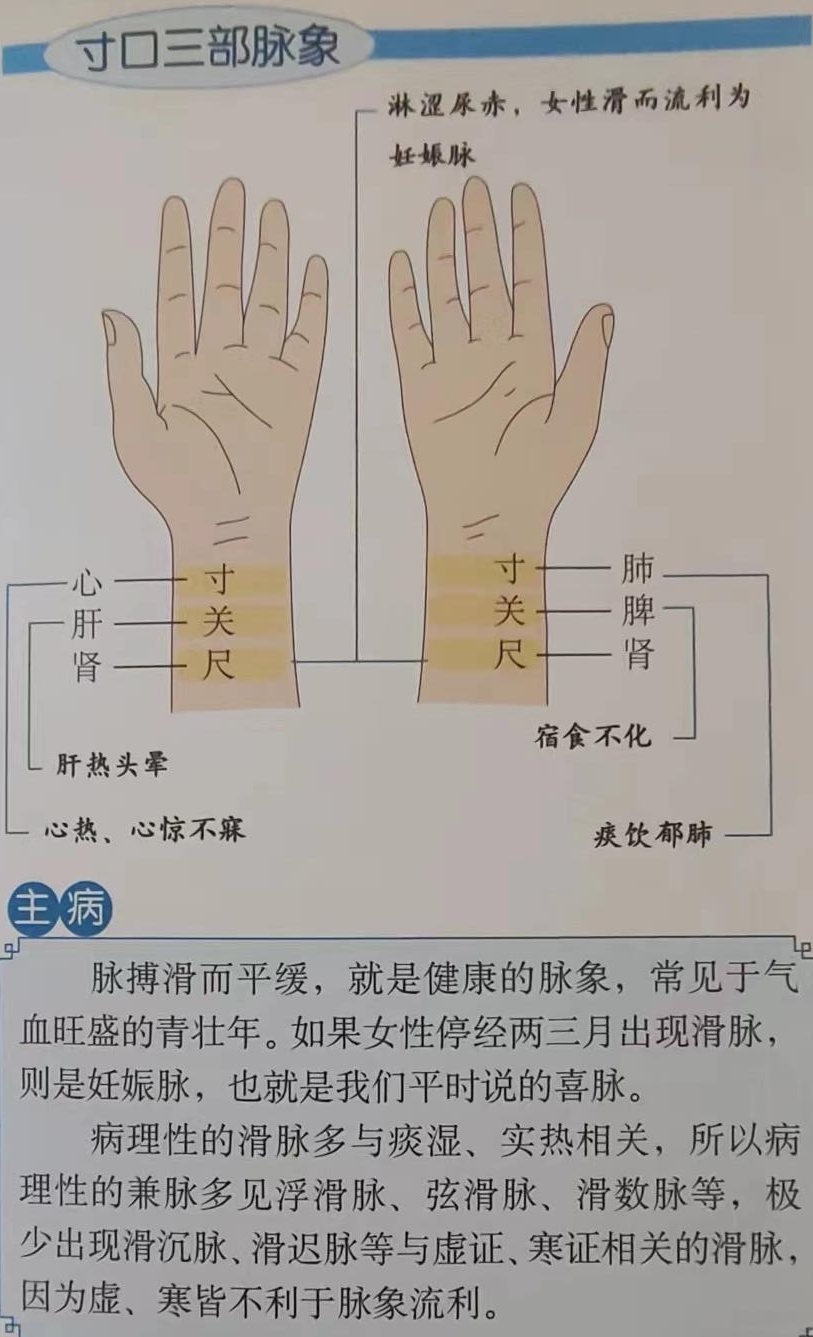 寸口三部脉象
淋涩尿赤，女性滑而流利为
妊娠脉
心 寸
肝 关
肾 尺
寸 肺
关 脾
尺 肾
宿食不化
肝热头晕
心热、心惊不寐
痰饮郁肺
主病
脉搏滑而平缓，就是健康的脉象，常见于气
血旺盛的青壮年。如果女性停经两三月出现滑脉，
则是妊娠脉，也就是我们平时说的喜脉。
病理性的滑脉多与痰湿、实热相关，所以病
理性的兼脉多见浮滑脉、弦滑脉、滑数脉等，极
少出现滑沉脉、滑迟脉等与虚证、寒证相关的滑脉，
因为虚、寒皆不利于脉象流利。